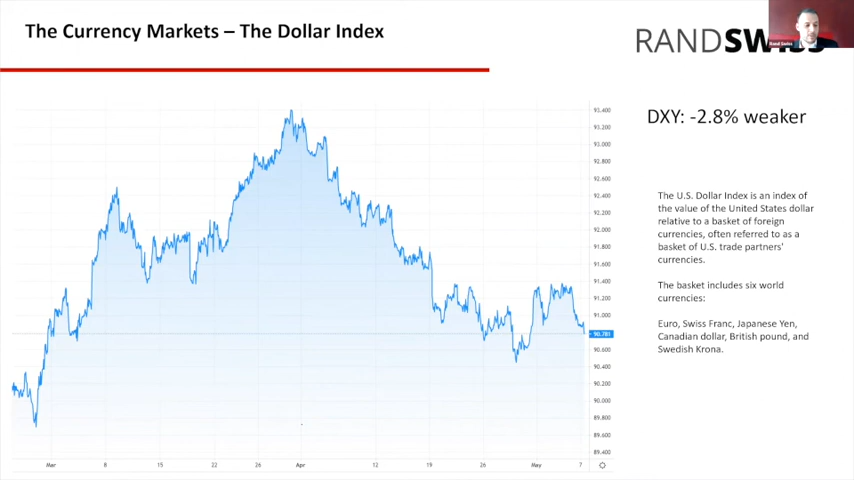 The Currency Markets – The Dollar Index
RANDSW SS
Rand Swiss
DXY: -2.8% weaker
The U.S. Dollar Index is an index of
the value of the United States dollar
relative to a basket of foreign
currencies, often referred to as a
basket of U.S. trade partners'
currencies.
The basket includes six world
currencies:
Euro, Swiss Franc, Japanese Yen,
Canadian dollar, British pound, and
Swedish Krona.
93.400
93.200
93.000
92.800
92.600
92.400
92.200
92.000
91.800
91.600
91.400
91.200
91.000
90.781
90.600
90.400
90.200
90.000
89.800
89.600
89.400
Mar 8 15 22 26 Apr 12 19 26 May 7